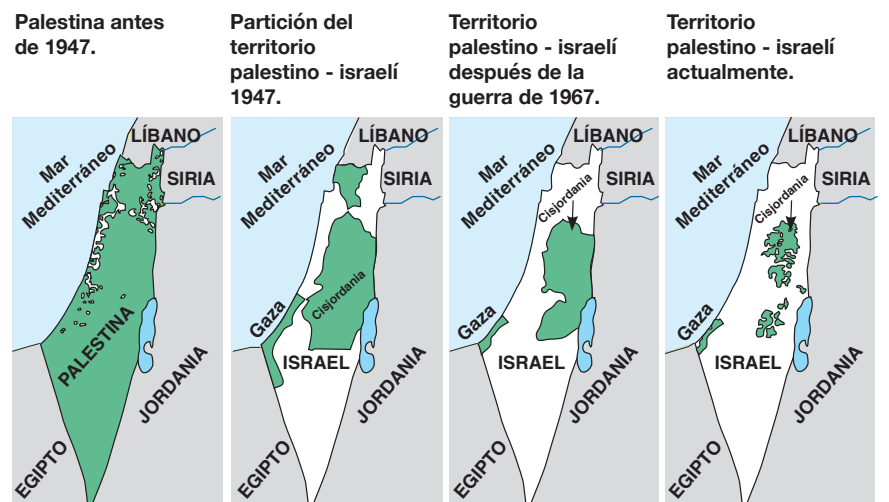 Palestina antes
de 1947.
Partición del
territorio
palestino - israelí
1947.
Territorio
palestino - israelí
después de la
guerra de 1967.
Territorio
palestino - israelí
actualmente.
LÍBANO
Mar
Mediterráneo
SIRIA
PALESTINA
JORDANIA
EGIPTO
LÍBANO
Mar
Mediterráneo
SIRIA
Cisjordania
Gaza
ISRAEL
JORDANIA
EGIPTO
LÍBANO
Mar
Mediterráneo
SIRIA
Cisjordania
Gaza
ISRAEL
JORDANIA
EGIPTO
LÍBANO
Mar
Mediterráneo
SIRIA
Cisjordania
Gaza
ISRAEL
JORDANIA
EGIPTO